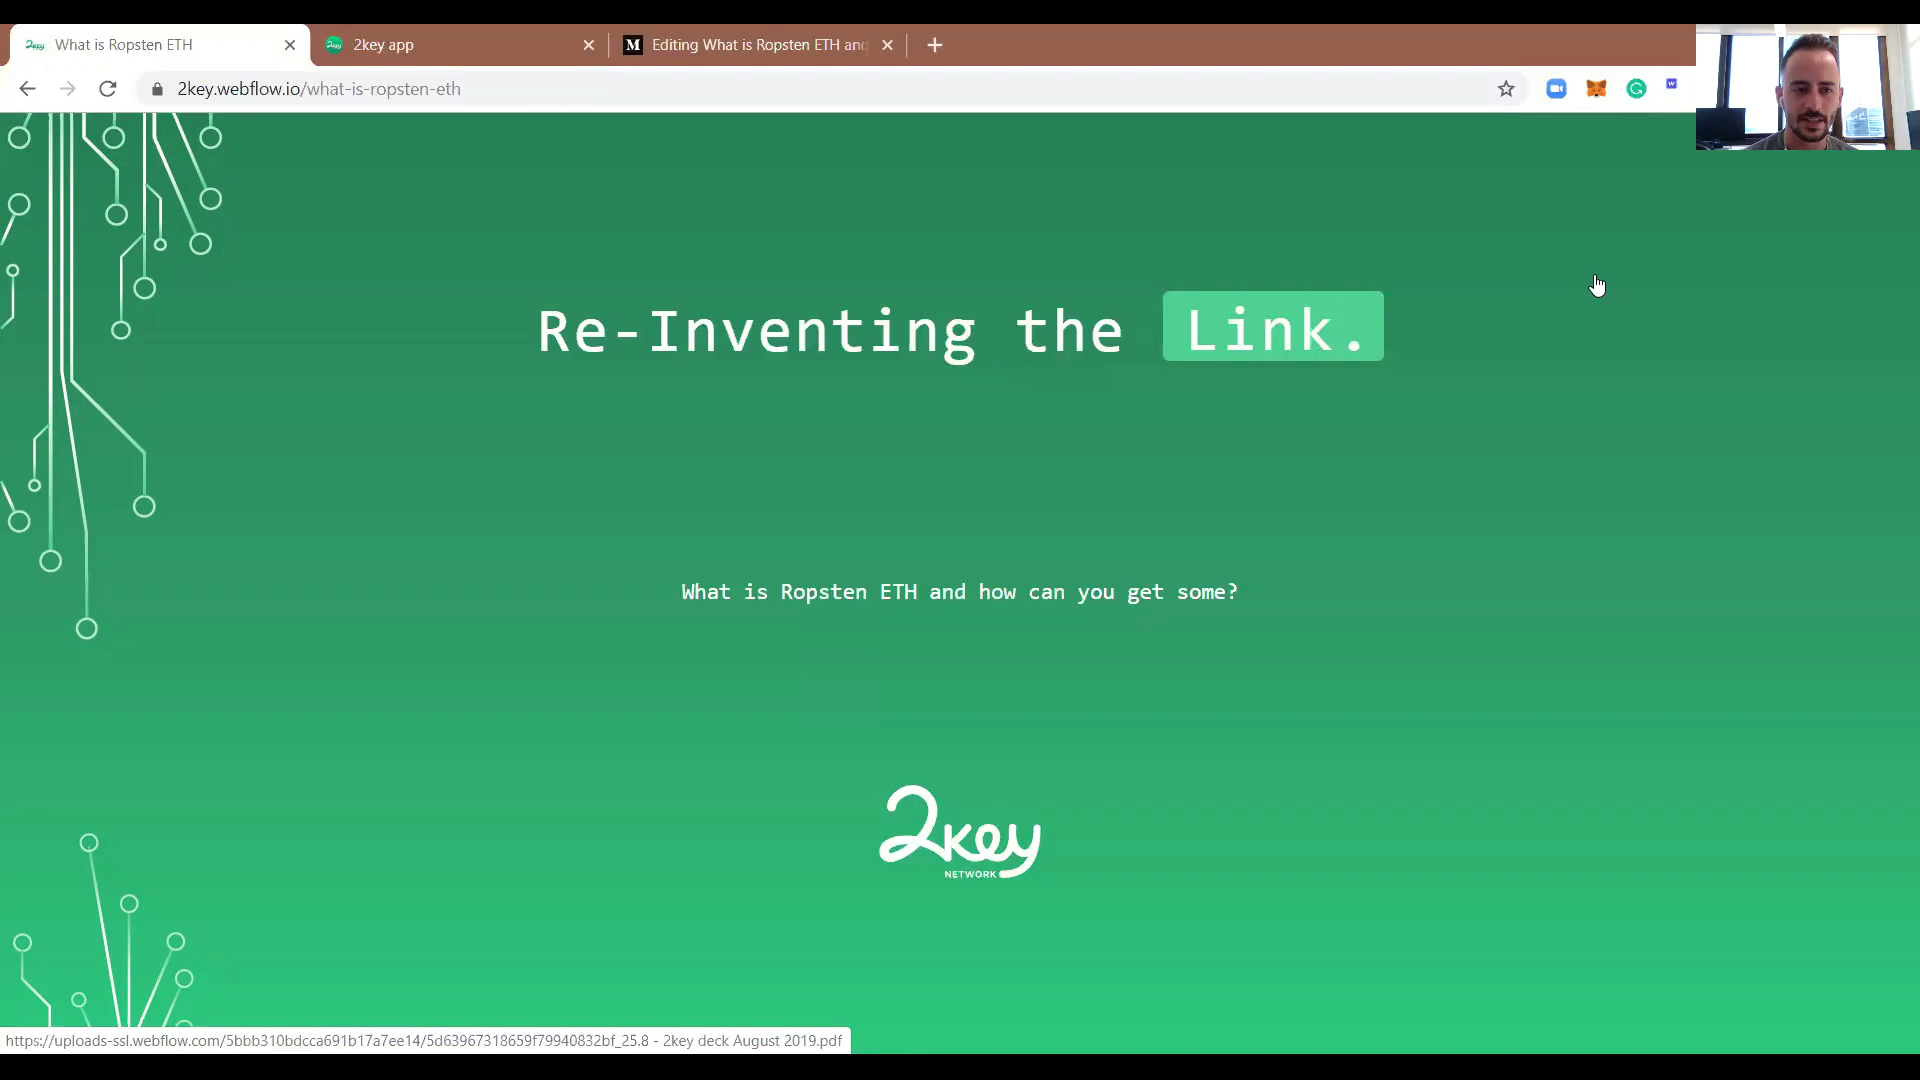 What is Ropsten ETH
2key app
M
Editing What is Ropsten ETH and
2key.webflow.io/what-is-ropsten-eth
Re-Inventing the Link.
What is Ropsten ETH and how can you get some?
2key
NETWORK
https://uploads-ssl.webflow.com/5bbb310bdcca691b17a7ee14/5d63967318659f79940832bf_25.8 - 2key deck August 2019.pdf